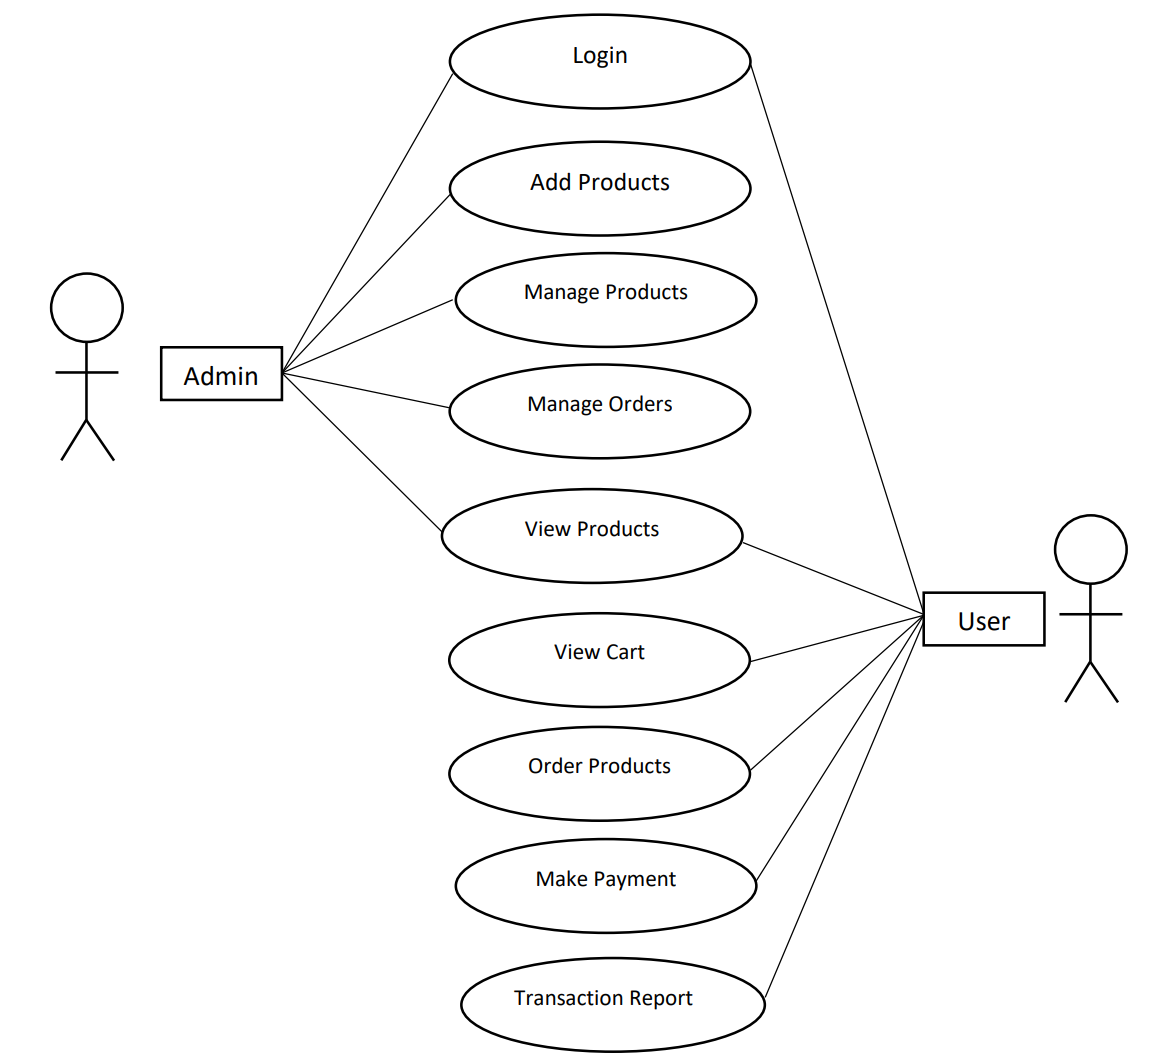 Login
Add Products
Manage Products
Admin
Manage Orders
View Products
User
View Cart
Order Products
Make Payment
Transaction Report